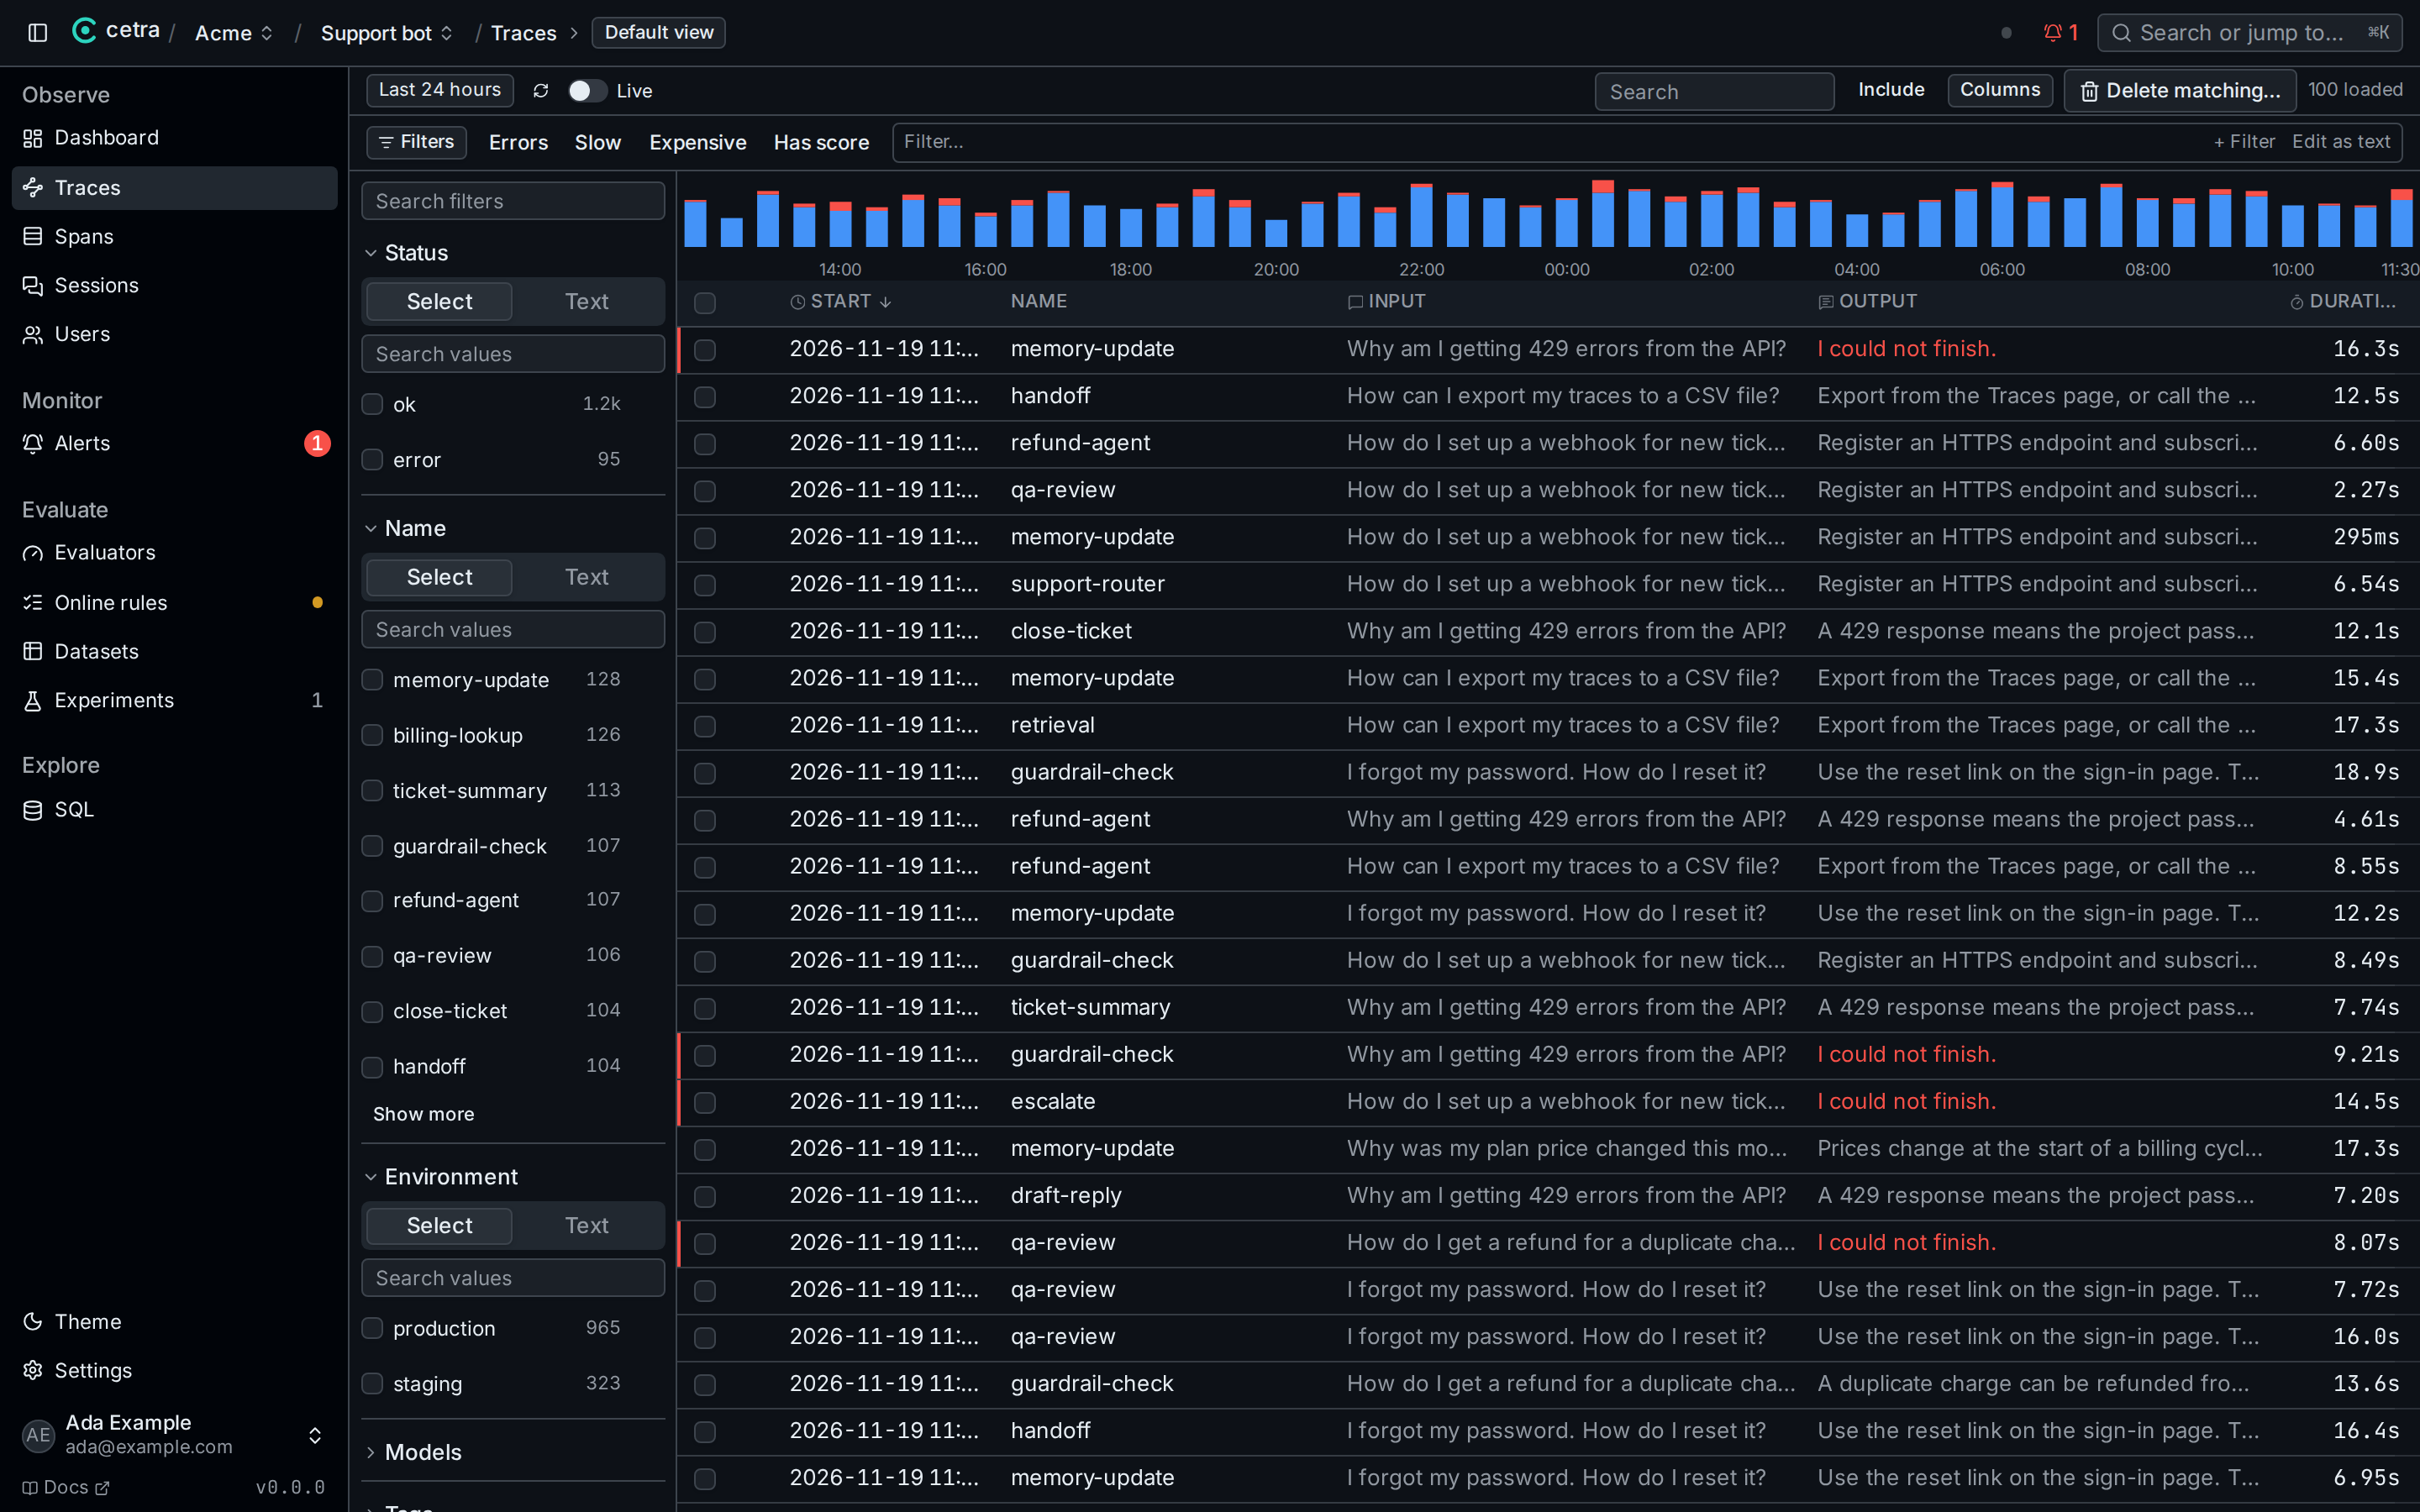 cetra / Acme / Support bot / Traces > Default view
1
Search or jump to... ⌘K
Observe
Dashboard
Traces
Spans
Sessions
Users
Monitor
Alerts 1
Evaluate
Evaluators
Online rules
Datasets
Experiments 1
Explore
SQL
Theme
Settings
AE
Ada Example
ada@example.com
Docs v0.0.0
Last 24 hours Live Search Include Columns Delete matching... 100 loaded
Filters Errors Slow Expensive Has score Filter... + Filter Edit as text
Search filters
Status
Select Text
Search values
ok 1.2k
error 95
Name
Select Text
Search values
memory-update 128
billing-lookup 126
ticket-summary 113
guardrail-check 107
refund-agent 107
qa-review 106
close-ticket 104
handoff 104
Show more
Environment
Select Text
Search values
production 965
staging 323
Models
14:00 16:00 18:00 20:00 22:00 00:00 02:00 04:00 06:00 08:00 10:00 11:30
START NAME INPUT OUTPUT DURATI...
2026-11-19 11:... memory-update Why am I getting 429 errors from the API? I could not finish. 16.3s
2026-11-19 11:... handoff How can I export my traces to a CSV file? Export from the Traces page, or call the ... 12.5s
2026-11-19 11:... refund-agent How do I set up a webhook for new tick... Register an HTTPS endpoint and subscri... 6.60s
2026-11-19 11:... qa-review How do I set up a webhook for new tick... Register an HTTPS endpoint and subscri... 2.27s
2026-11-19 11:... memory-update How do I set up a webhook for new tick... Register an HTTPS endpoint and subscri... 295ms
2026-11-19 11:... support-router How do I set up a webhook for new tick... Register an HTTPS endpoint and subscri... 6.54s
2026-11-19 11:... close-ticket Why am I getting 429 errors from the API? A 429 response means the project pass... 12.1s
2026-11-19 11:... memory-update How can I export my traces to a CSV file? Export from the Traces page, or call the ... 15.4s
2026-11-19 11:... retrieval How can I export my traces to a CSV file? Export from the Traces page, or call the ... 17.3s
2026-11-19 11:... guardrail-check I forgot my password. How do I reset it? Use the reset link on the sign-in page. T... 18.9s
2026-11-19 11:... refund-agent Why am I getting 429 errors from the API? A 429 response means the project pass... 4.61s
2026-11-19 11:... refund-agent How can I export my traces to a CSV file? Export from the Traces page, or call the ... 8.55s
2026-11-19 11:... memory-update I forgot my password. How do I reset it? Use the reset link on the sign-in page. T... 12.2s
2026-11-19 11:... guardrail-check How do I set up a webhook for new tick... Register an HTTPS endpoint and subscri... 8.49s
2026-11-19 11:... ticket-summary Why am I getting 429 errors from the API? A 429 response means the project pass... 7.74s
2026-11-19 11:... guardrail-check Why am I getting 429 errors from the API? I could not finish. 9.21s
2026-11-19 11:... escalate How do I set up a webhook for new tick... I could not finish. 14.5s
2026-11-19 11:... memory-update Why was my plan price changed this mo... Prices change at the start of a billing cycl... 17.3s
2026-11-19 11:... draft-reply Why am I getting 429 errors from the API? A 429 response means the project pass... 7.20s
2026-11-19 11:... qa-review How do I get a refund for a duplicate cha... I could not finish. 8.07s
2026-11-19 11:... qa-review I forgot my password. How do I reset it? Use the reset link on the sign-in page. T... 7.72s
2026-11-19 11:... qa-review I forgot my password. How do I reset it? Use the reset link on the sign-in page. T... 16.0s
2026-11-19 11:... guardrail-check How do I get a refund for a duplicate cha... A duplicate charge can be refunded fro... 13.6s
2026-11-19 11:... handoff I forgot my password. How do I reset it? Use the reset link on the sign-in page. T... 16.4s
2026-11-19 11:... memory-update I forgot my password. How do I reset it? Use the reset link on the sign-in page. T... 6.95s